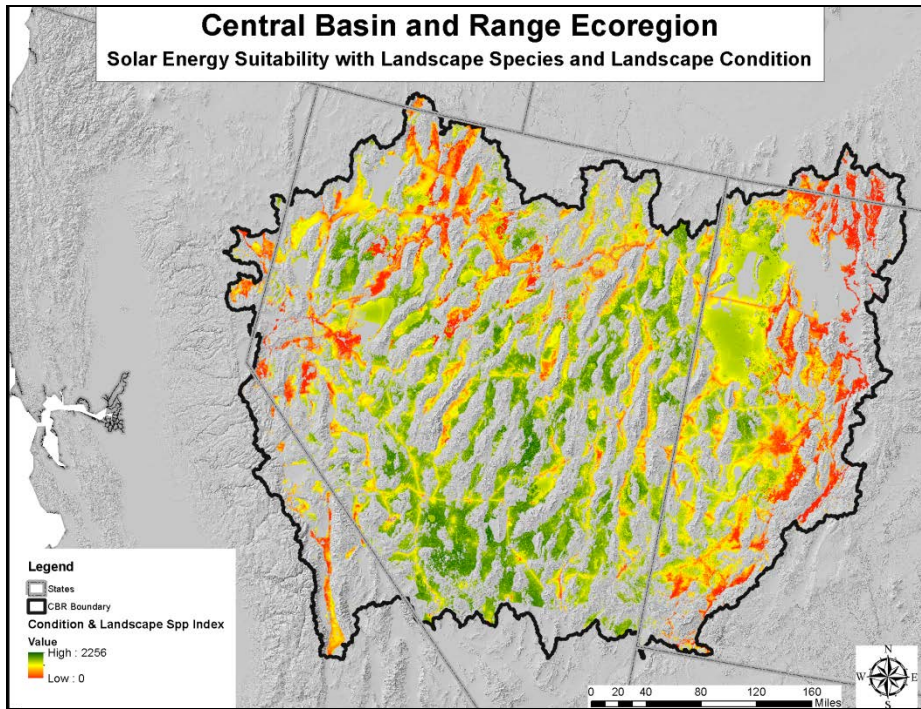 Central Basin and Range Ecoregion
Solar Energy Suitability with Landscape Species and Landscape Condition
Legend
States
CBR Boundary
Condition & Landscape Spp Index
Value
High : 2256
Low : 0
0 20 40 80 120 160
Miles
N
W E
S